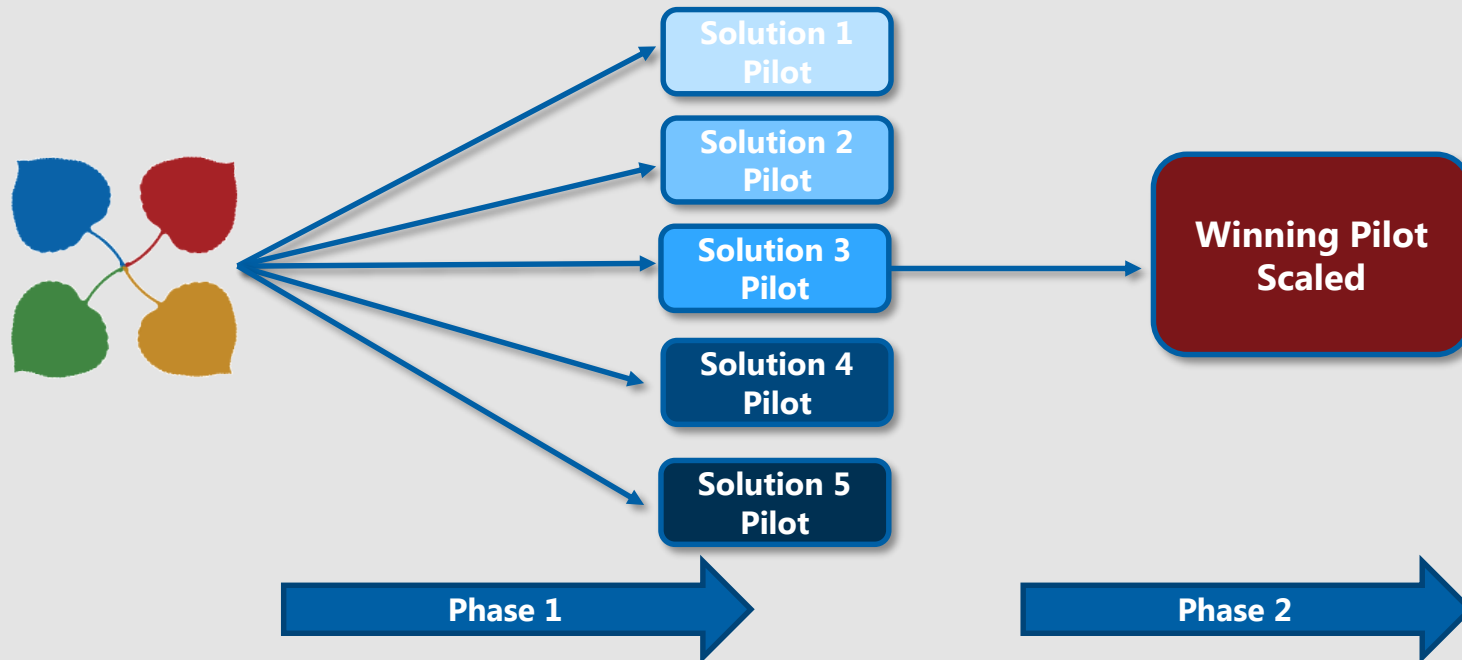 Solution 1
Pilot
Solution 2
Pilot
Solution 3
Pilot
Solution 4
Pilot
Solution 5
Pilot
Winning Pilot
Scaled
Phase 1
Phase 2